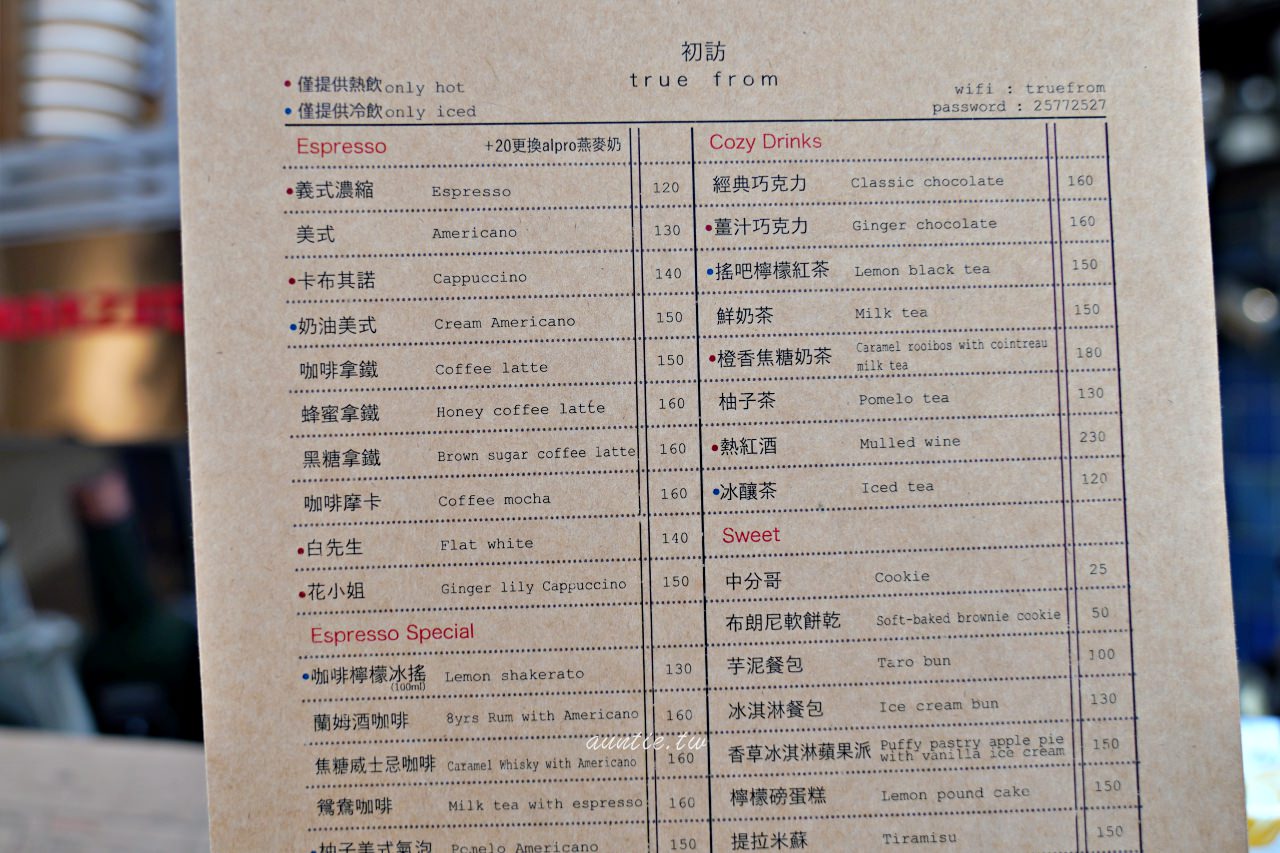 初訪
true from
• 僅提供熱飲only hot
• 僅提供冷飲only iced
wifi : truefrom
password : 25772527
Espresso +20更換alpro燕麥奶
•義式濃縮 Espresso 120
美式 Americano 130
•卡布其諾 Cappuccino 140
•奶油美式 Cream Americano 150
咖啡拿鐵 Coffee latte 150
蜂蜜拿鐵 Honey coffee latte 160
黑糖拿鐵 Brown sugar coffee latte 160
咖啡摩卡 Coffee mocha 160
•白先生 Flat white 140
•花小姐 Ginger lily Cappuccino 150
Espresso Special
•咖啡檸檬冰搖 Lemon shakerato 130
(100ml)
蘭姆酒咖啡 8yrs Rum with Americano 160
焦糖威士忌咖啡 Caramel Whisky with Americano 160
鴛鴦咖啡 Milk tea with espresso 160
•柚子美式氣泡 Pomelo Americano 150
Cozy Drinks
經典巧克力 Classic chocolate 160
•薑汁巧克力 Ginger chocolate 160
•搖吧檸檬紅茶 Lemon black tea 150
鮮奶茶 Milk tea 150
•橙香焦糖奶茶 Caramel rooibos with cointreau 180
milk tea
柚子茶 Pomelo tea 130
•熱紅酒 Mulled wine 230
•冰釀茶 Iced tea 120
Sweet
中分哥 Cookie 25
布朗尼軟餅乾 Soft-baked brownie cookie 50
芋泥餐包 Taro bun 100
冰淇淋餐包 Ice cream bun 130
香草冰淇淋蘋果派 Puffy pastry apple pie 150
with vanilla ice cream
檸檬磅蛋糕 Lemon pound cake 150
提拉米蘇 Tiramisu 150
auntie.tw